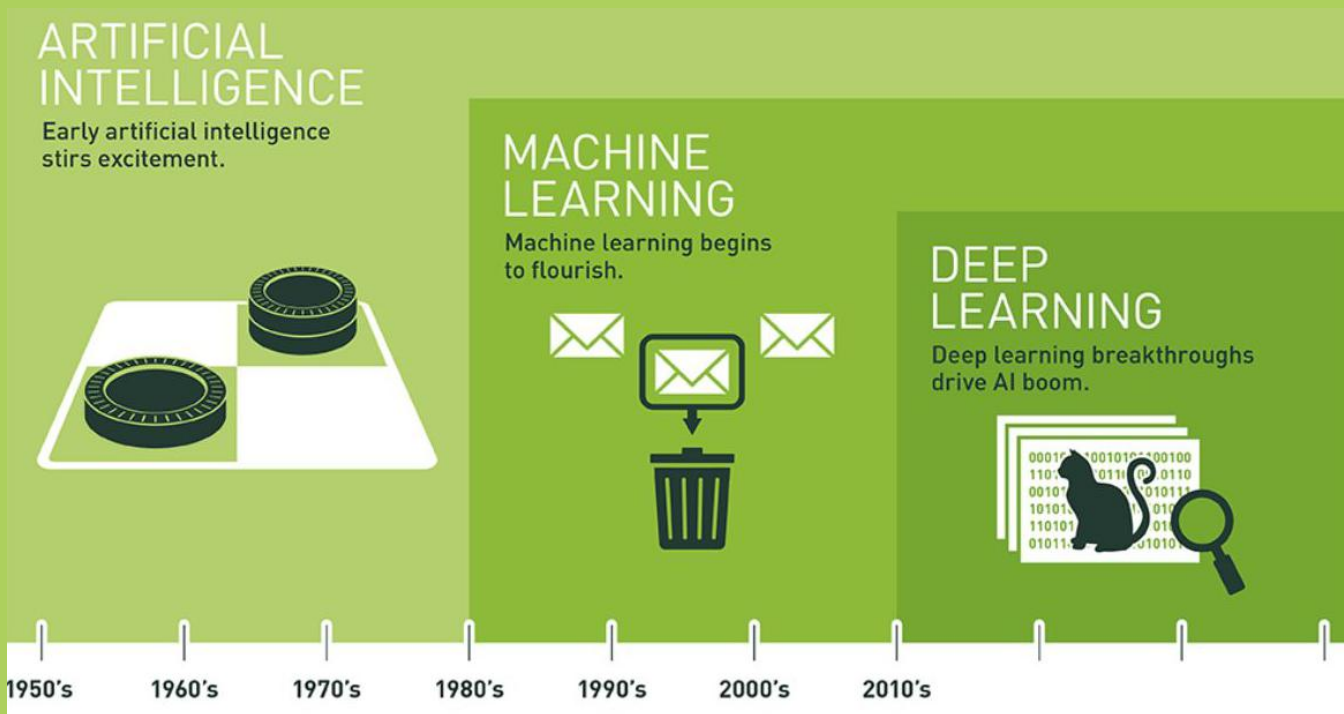 ARTIFICIAL
INTELLIGENCE
Early artificial intelligence
stirs excitement.
MACHINE
LEARNING
Machine learning begins
to flourish.
DEEP
LEARNING
Deep learning breakthroughs
drive AI boom.
1950's 1960's 1970's 1980's 1990's 2000's 2010's